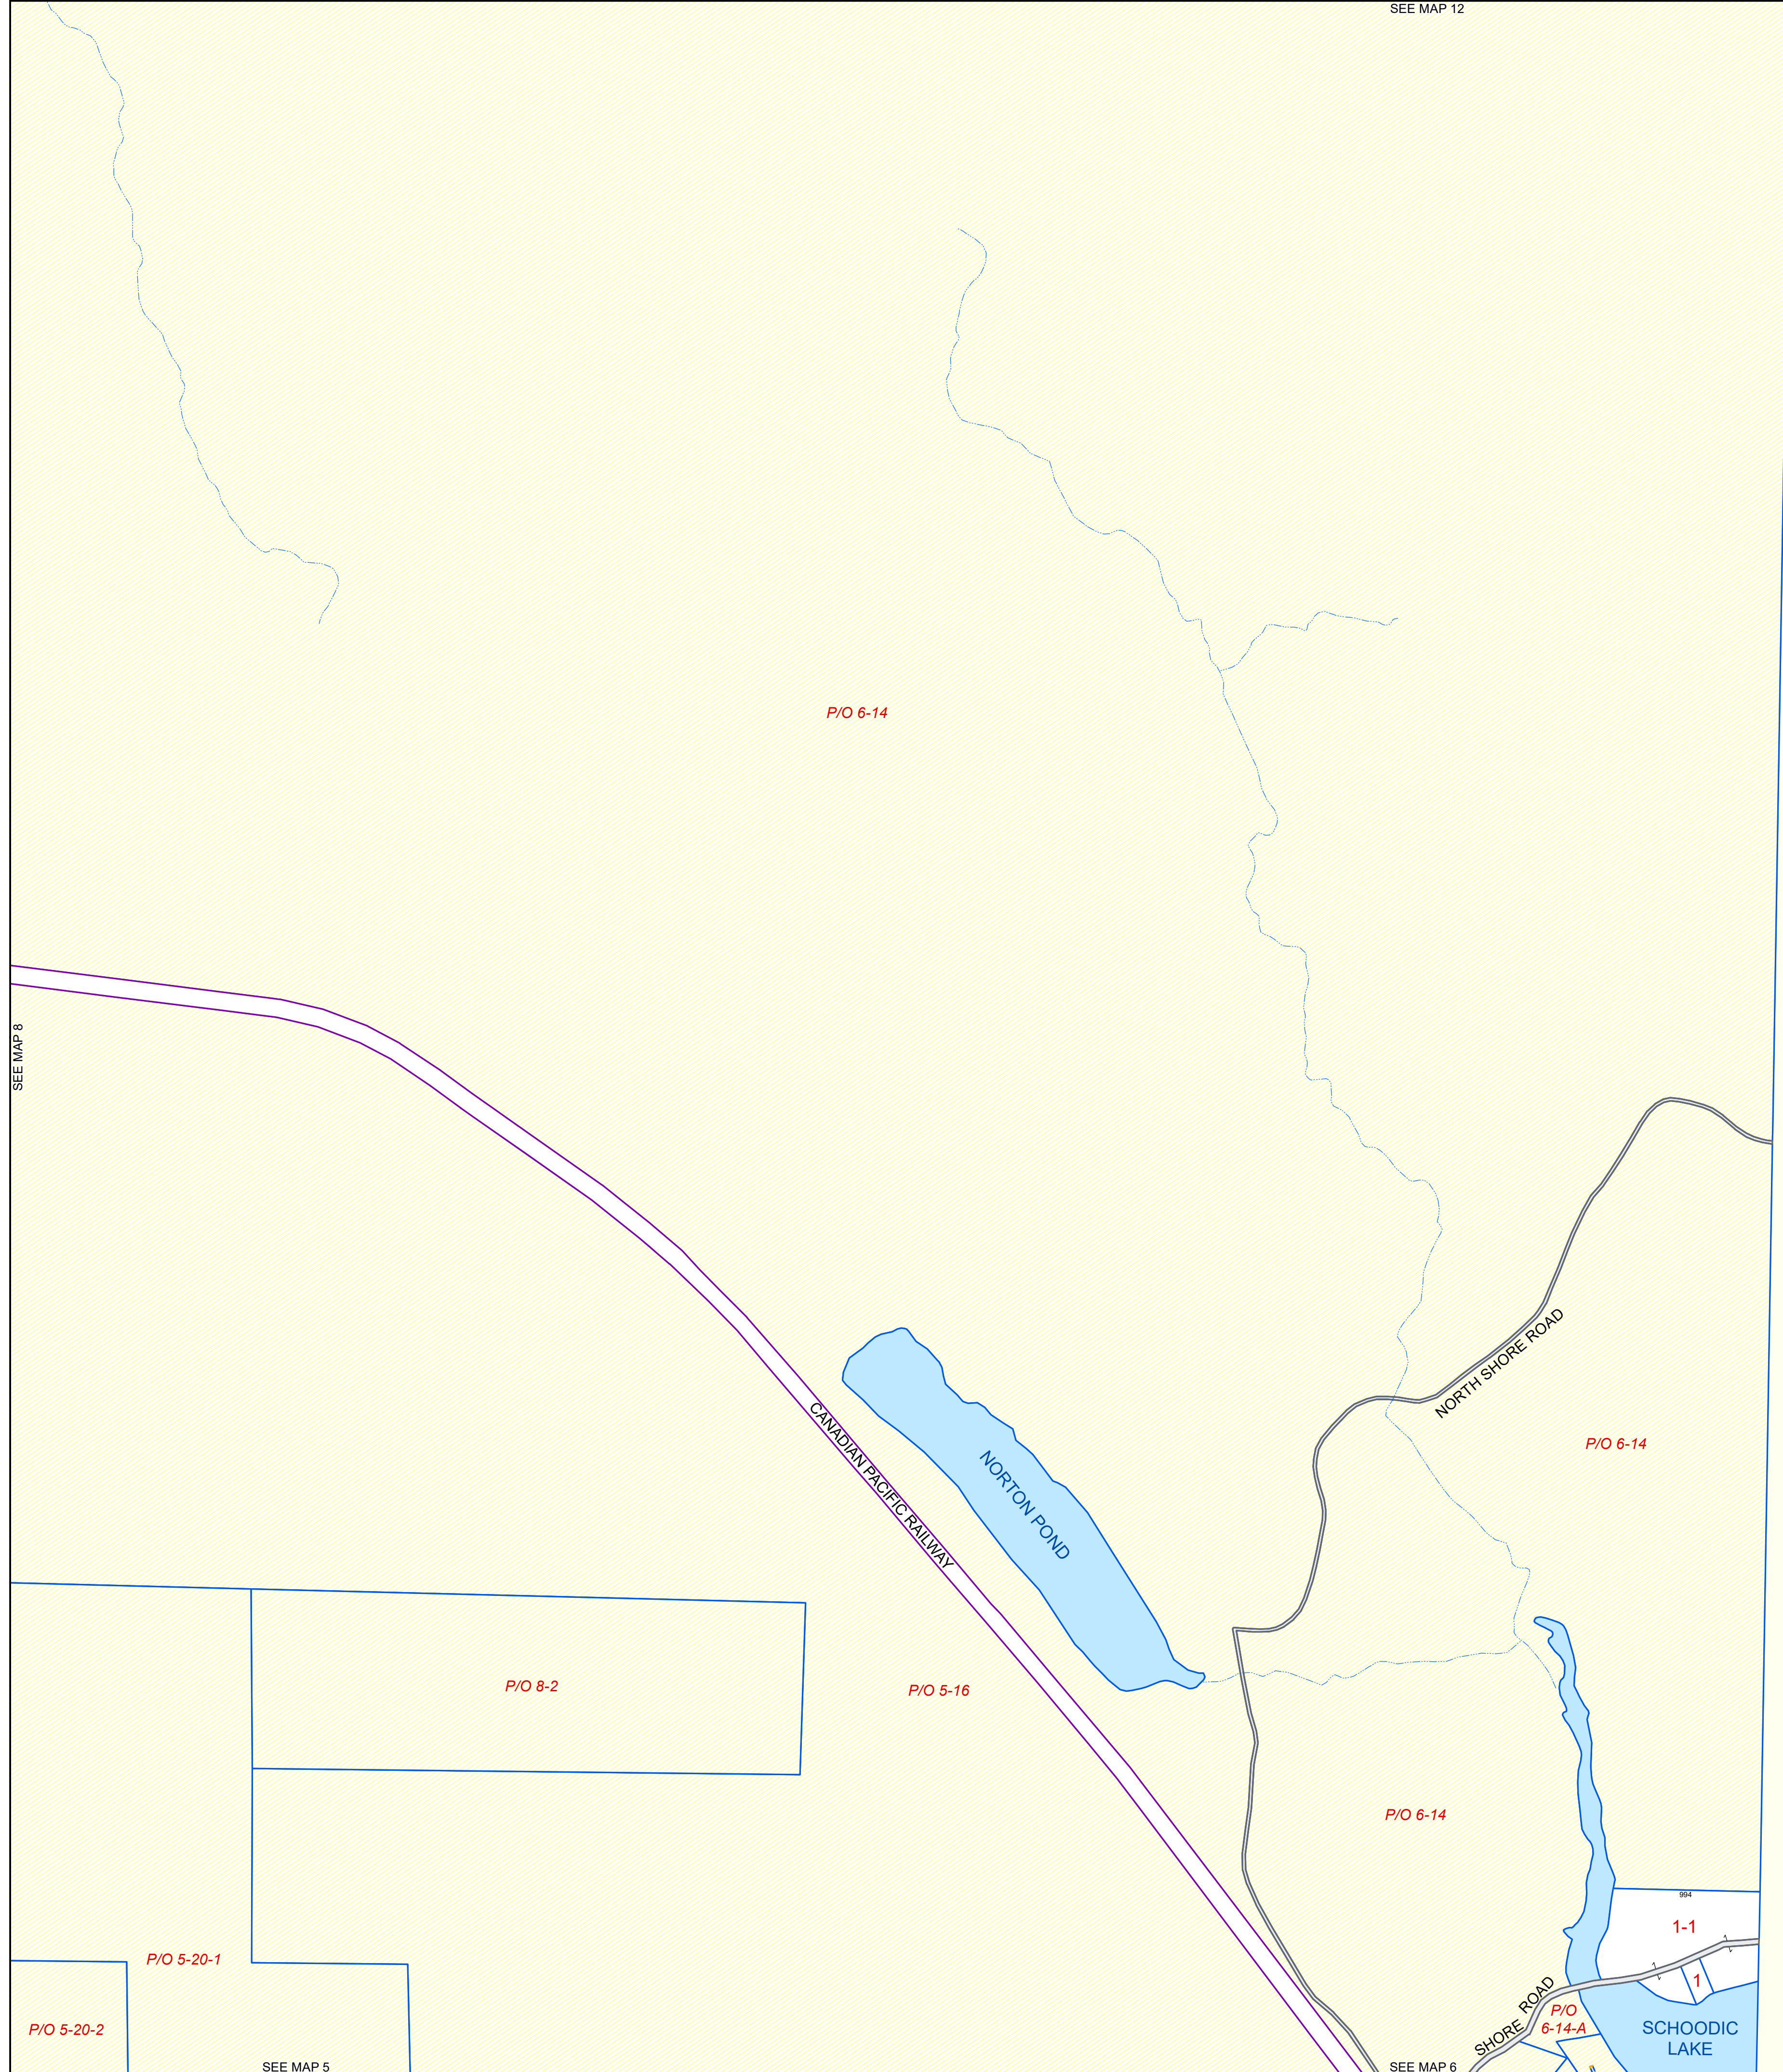 SEE MAP 12
P/O 6-14
SEE MAP 8
NORTH SHORE ROAD
CANADIAN PACIFIC RAILWAY
NORTON POND
P/O 6-14
P/O 8-2
P/O 5-16
P/O 6-14
994
1-1
P/O 5-20-1
1
SHORE ROAD
P/O
6-14-A
P/O 5-20-2
SCHOODIC
LAKE
SEE MAP 5
SEE MAP 6